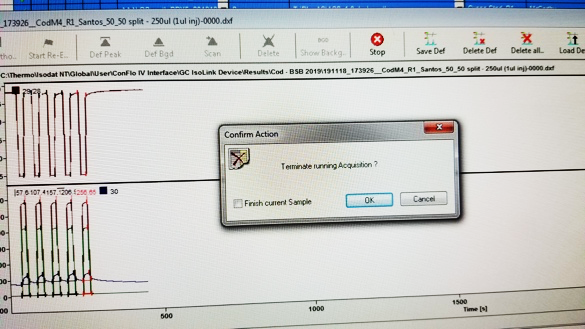 _173926__CodM4_R1_Santos_50_50 split - 250ul (1ul inj)-0000.dxf
Start Re-E...
Def Peak
Def Bgd
Scan
Delete
Show Backg..
Stop
Save Def
Delete Def
Delete all..
Load De
C:\Thermo\Isodat NT\Global\User\ConFlo IV Interface\GC IsoLink Device\Results\Cod - BSB 2019\191118_173926__CodM4_R1_Santos_50_50 split - 250ul (1ul inj)-0000.dxf
Confirm Action
Terminate running Acquisition ?
Finish current Sample
OK
Cancel
30
500
1000
1500
Time [s]